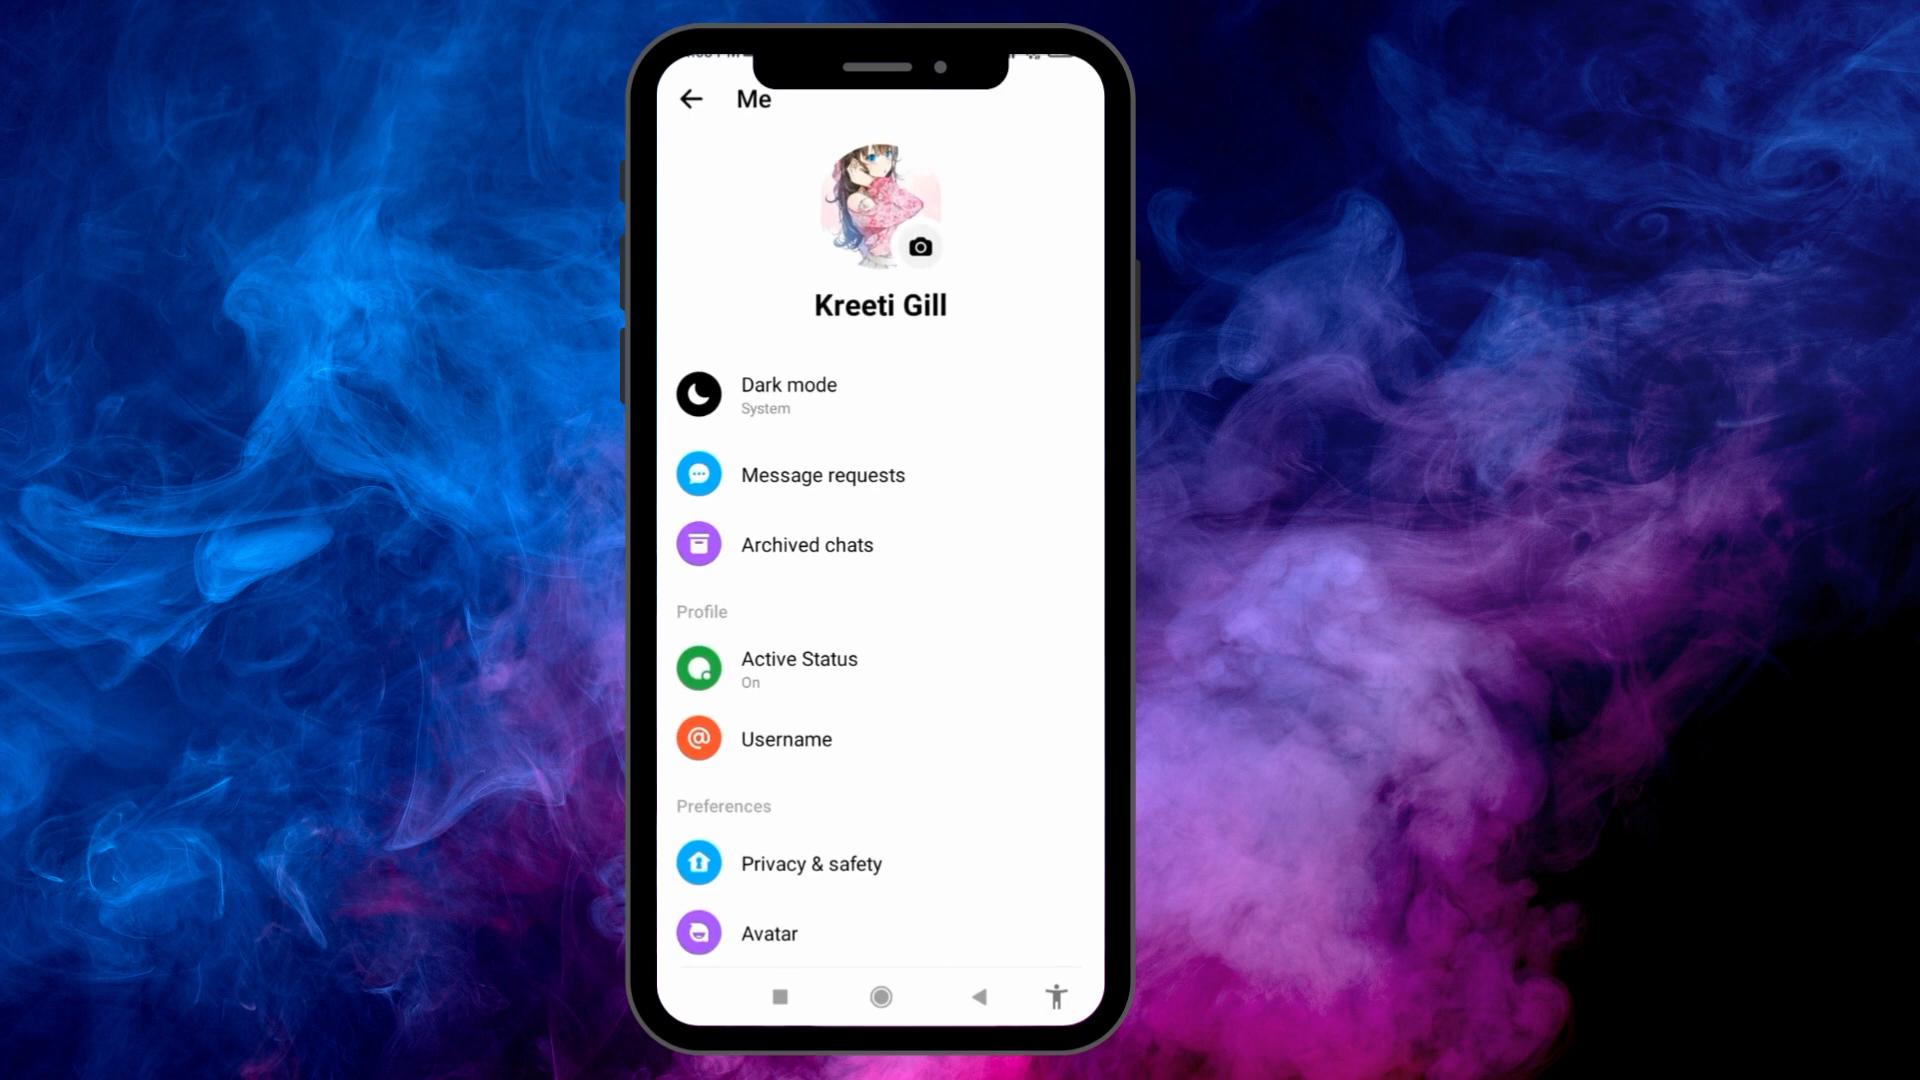 Me
Kreeti Gill
Dark mode
System
Message requests
Archived chats
Profile
Active Status
On
Username
Preferences
Privacy & safety
Avatar